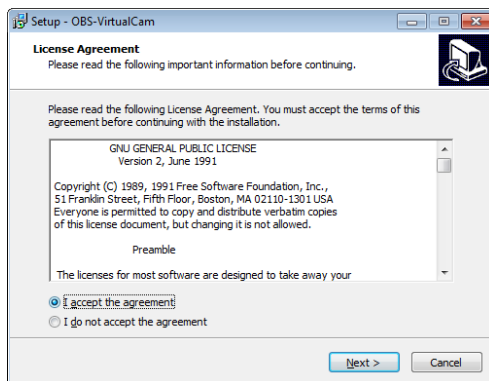 Setup - OBS-VirtualCam
License Agreement
Please read the following important information before continuing.
Please read the following License Agreement. You must accept the terms of this
agreement before continuing with the installation.
GNU GENERAL PUBLIC LICENSE
Version 2, June 1991
Copyright (C) 1989, 1991 Free Software Foundation, Inc.,
51 Franklin Street, Fifth Floor, Boston, MA 02110-1301 USA
Everyone is permitted to copy and distribute verbatim copies
of this license document, but changing it is not allowed.
Preamble
The licenses for most software are designed to take away your
I accept the agreement
I do not accept the agreement
Next >
Cancel